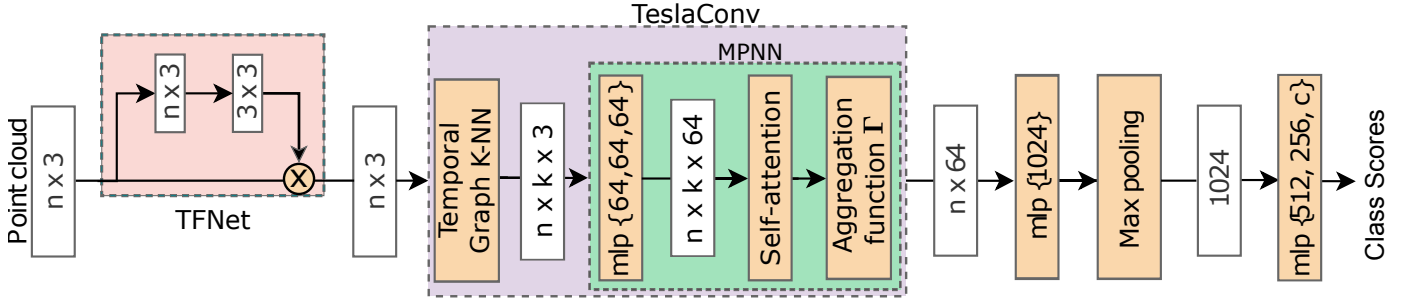 Point cloud
n x 3
n x 3
3 x 3
X
TFNet
n x 3
TeslaConv
Temporal
Graph K-NN
n x k x 3
MPNN
mlp {64,64,64}
n x k x 64
Self-attention
Aggregation
function Γ
n x 64
mlp {1024}
Max pooling
1024
mlp {512, 256, c}
Class Scores